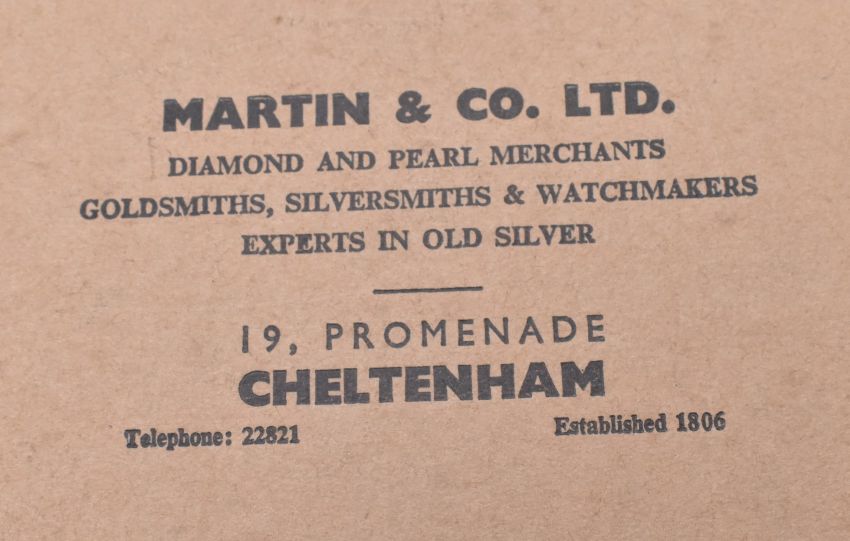 MARTIN & CO. LTD.
DIAMOND AND PEARL MERCHANTS
GOLDSMITHS, SILVERSMITHS & WATCHMAKERS
EXPERTS IN OLD SILVER
19, PROMENADE
CHELTENHAM
Telephone: 22821 Established 1806